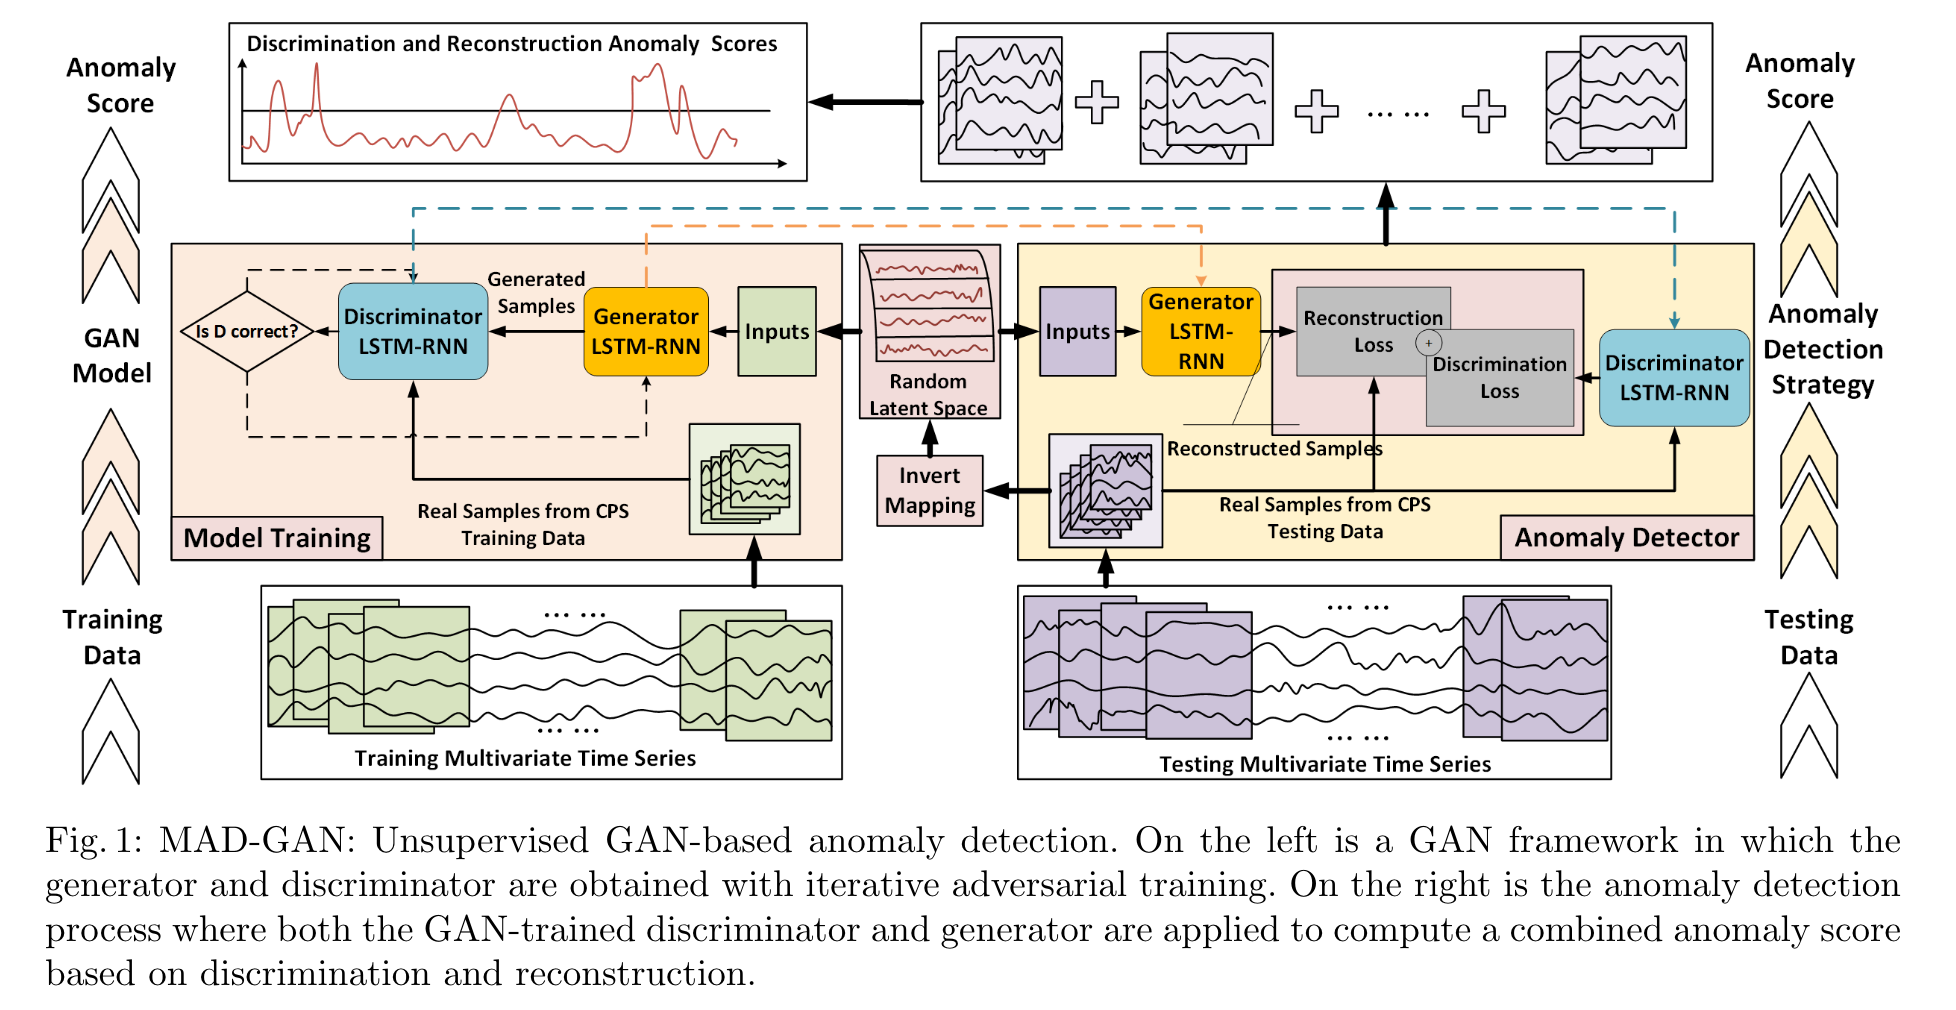 Discrimination and Reconstruction Anomaly Scores
Anomaly
Score
... ...
Anomaly
Score
GAN
Model
Is D correct?
Discriminator
LSTM-RNN
Generated
Samples
Generator
LSTM-RNN
Inputs
Random
Latent Space
Invert
Mapping
Real Samples from CPS
Training Data
Model Training
Inputs
Generator
LSTM-
RNN
Reconstruction
Loss
+
Discrimination
Loss
Discriminator
LSTM-RNN
Reconstructed Samples
Real Samples from CPS
Testing Data
Anomaly Detector
Anomaly
Detection
Strategy
Training
Data
... ...
... ...
Training Multivariate Time Series
... ...
... ...
Testing Multivariate Time Series
Testing
Data
Fig. 1: MAD-GAN: Unsupervised GAN-based anomaly detection. On the left is a GAN framework in which the
generator and discriminator are obtained with iterative adversarial training. On the right is the anomaly detection
process where both the GAN-trained discriminator and generator are applied to compute a combined anomaly score
based on discrimination and reconstruction.